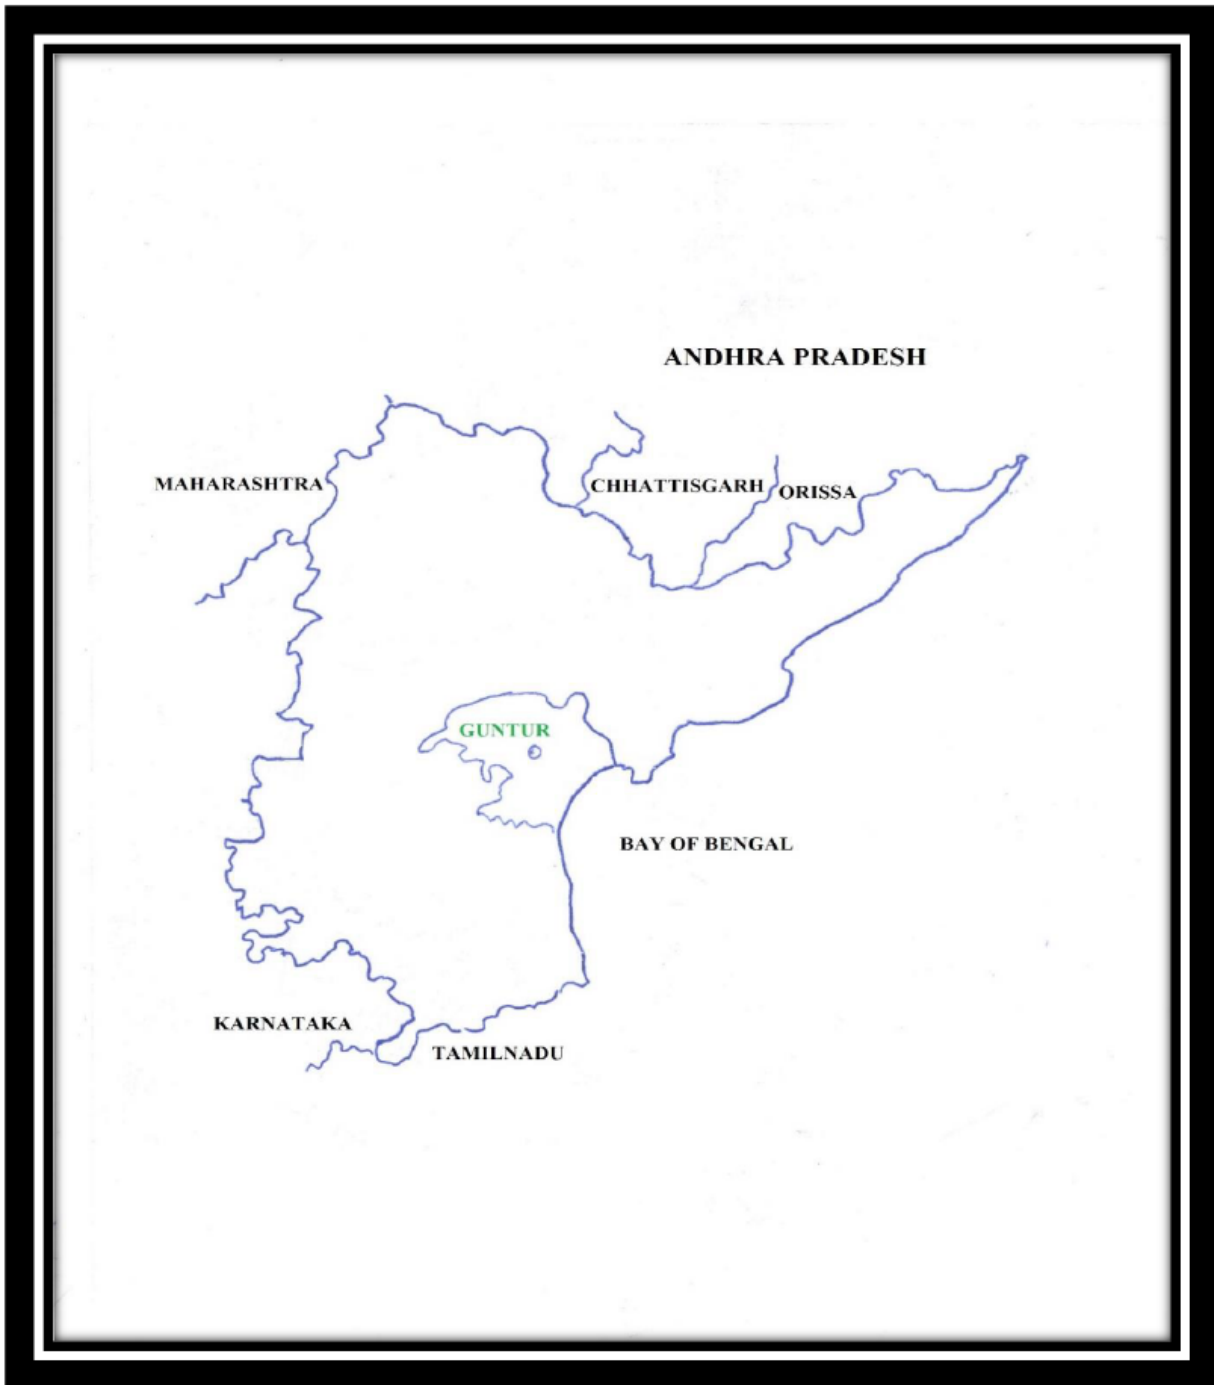 ANDHRA PRADESH
MAHARASHTRA
CHHATTISGARH
ORISSA
GUNTUR
BAY OF BENGAL
KARNATAKA
TAMILNADU